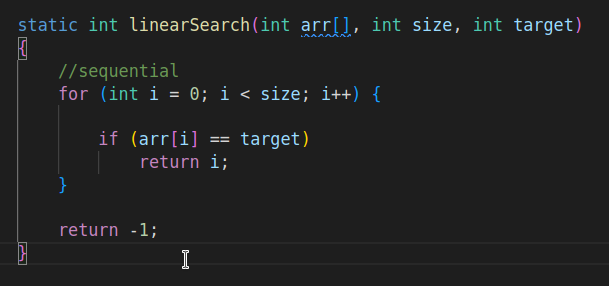 static int linearSearch(int arr[], int size, int target)
{
//sequential
for (int i = 0; i < size; i++) {
if (arr[i] == target)
return i;
}
return -1;
}